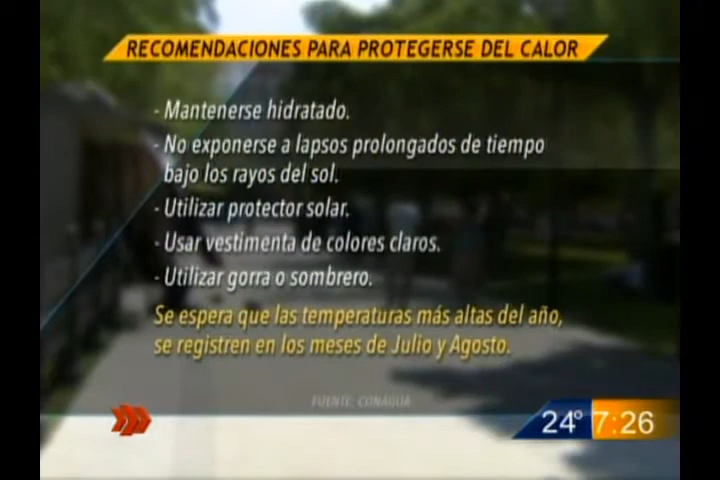 RECOMENDACIONES PARA PROTEGERSE DEL CALOR
- Mantenerse hidratado.
- No exponerse a lapsos prolongados de tiempo
bajo los rayos del sol.
- Utilizar protector solar.
- Usar vestimenta de colores claros.
- Utilizar gorra o sombrero.
Se espera que las temperaturas más altas del año,
se registren en los meses de Julio y Agosto.
FUENTE: CONAGUA
24° 7:26